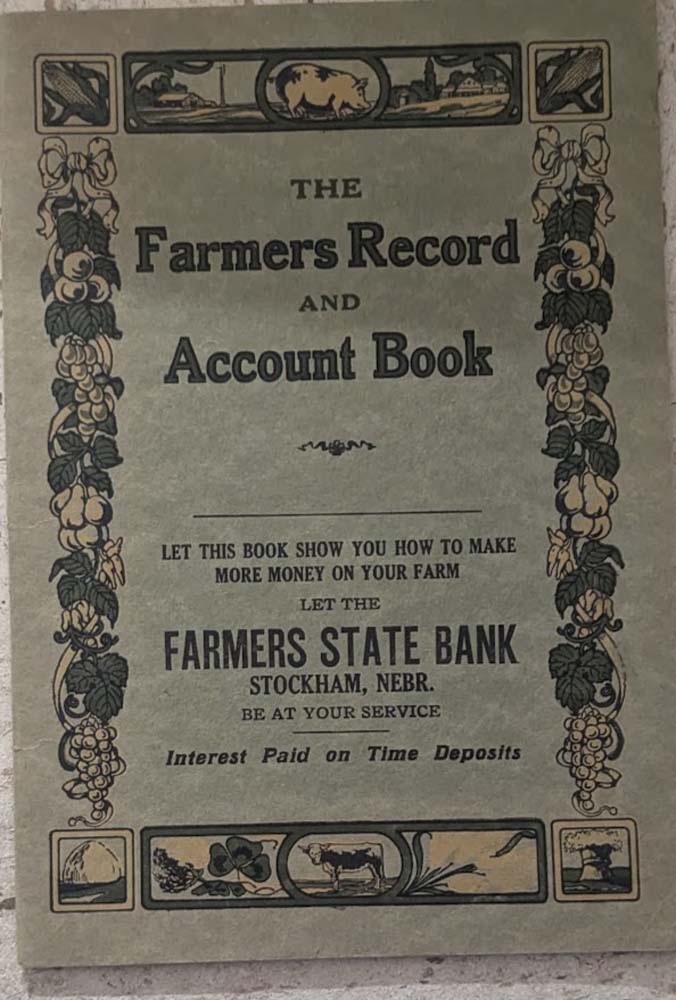 THE
Farmers Record
AND
Account Book
LET THIS BOOK SHOW YOU HOW TO MAKE
MORE MONEY ON YOUR FARM
LET THE
FARMERS STATE BANK
STOCKHAM, NEBR.
BE AT YOUR SERVICE
Interest Paid on Time Deposits